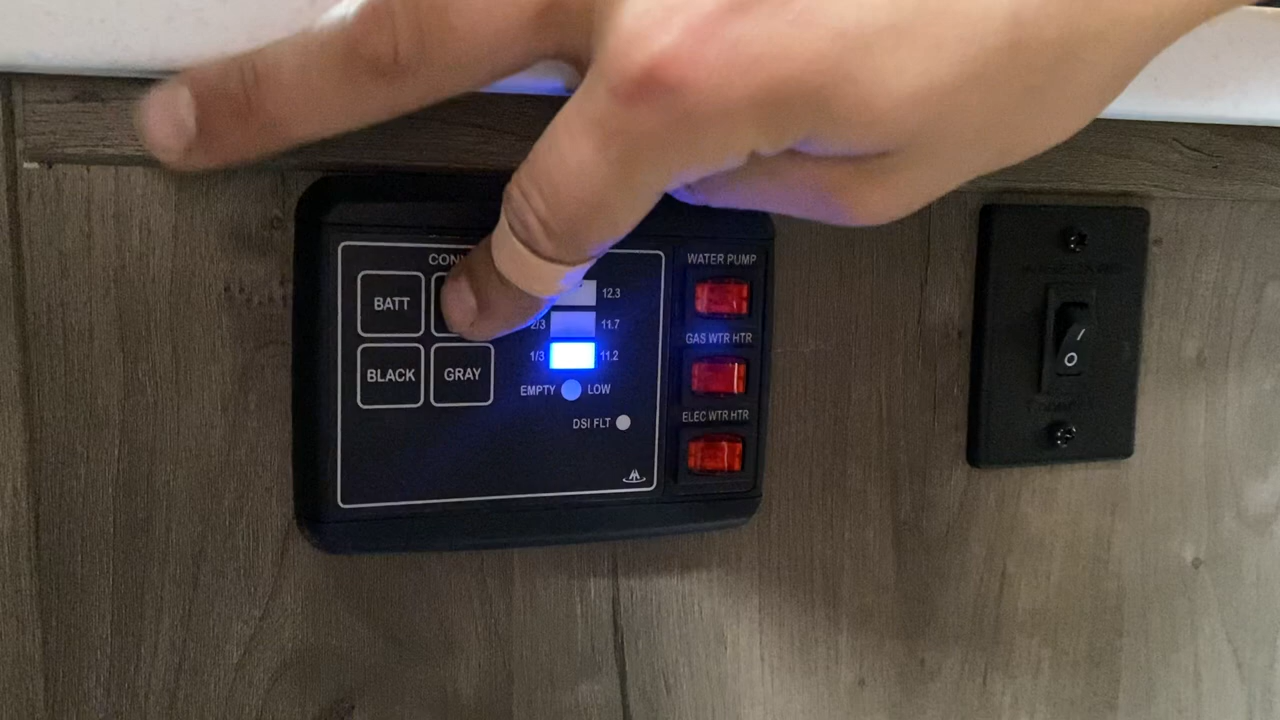 CON
BATT
BLACK
GRAY
12.3
2/3 11.7
1/3 11.2
EMPTY LOW
DSI FLT
WATER PUMP
GAS WTR HTR
ELEC WTR HTR